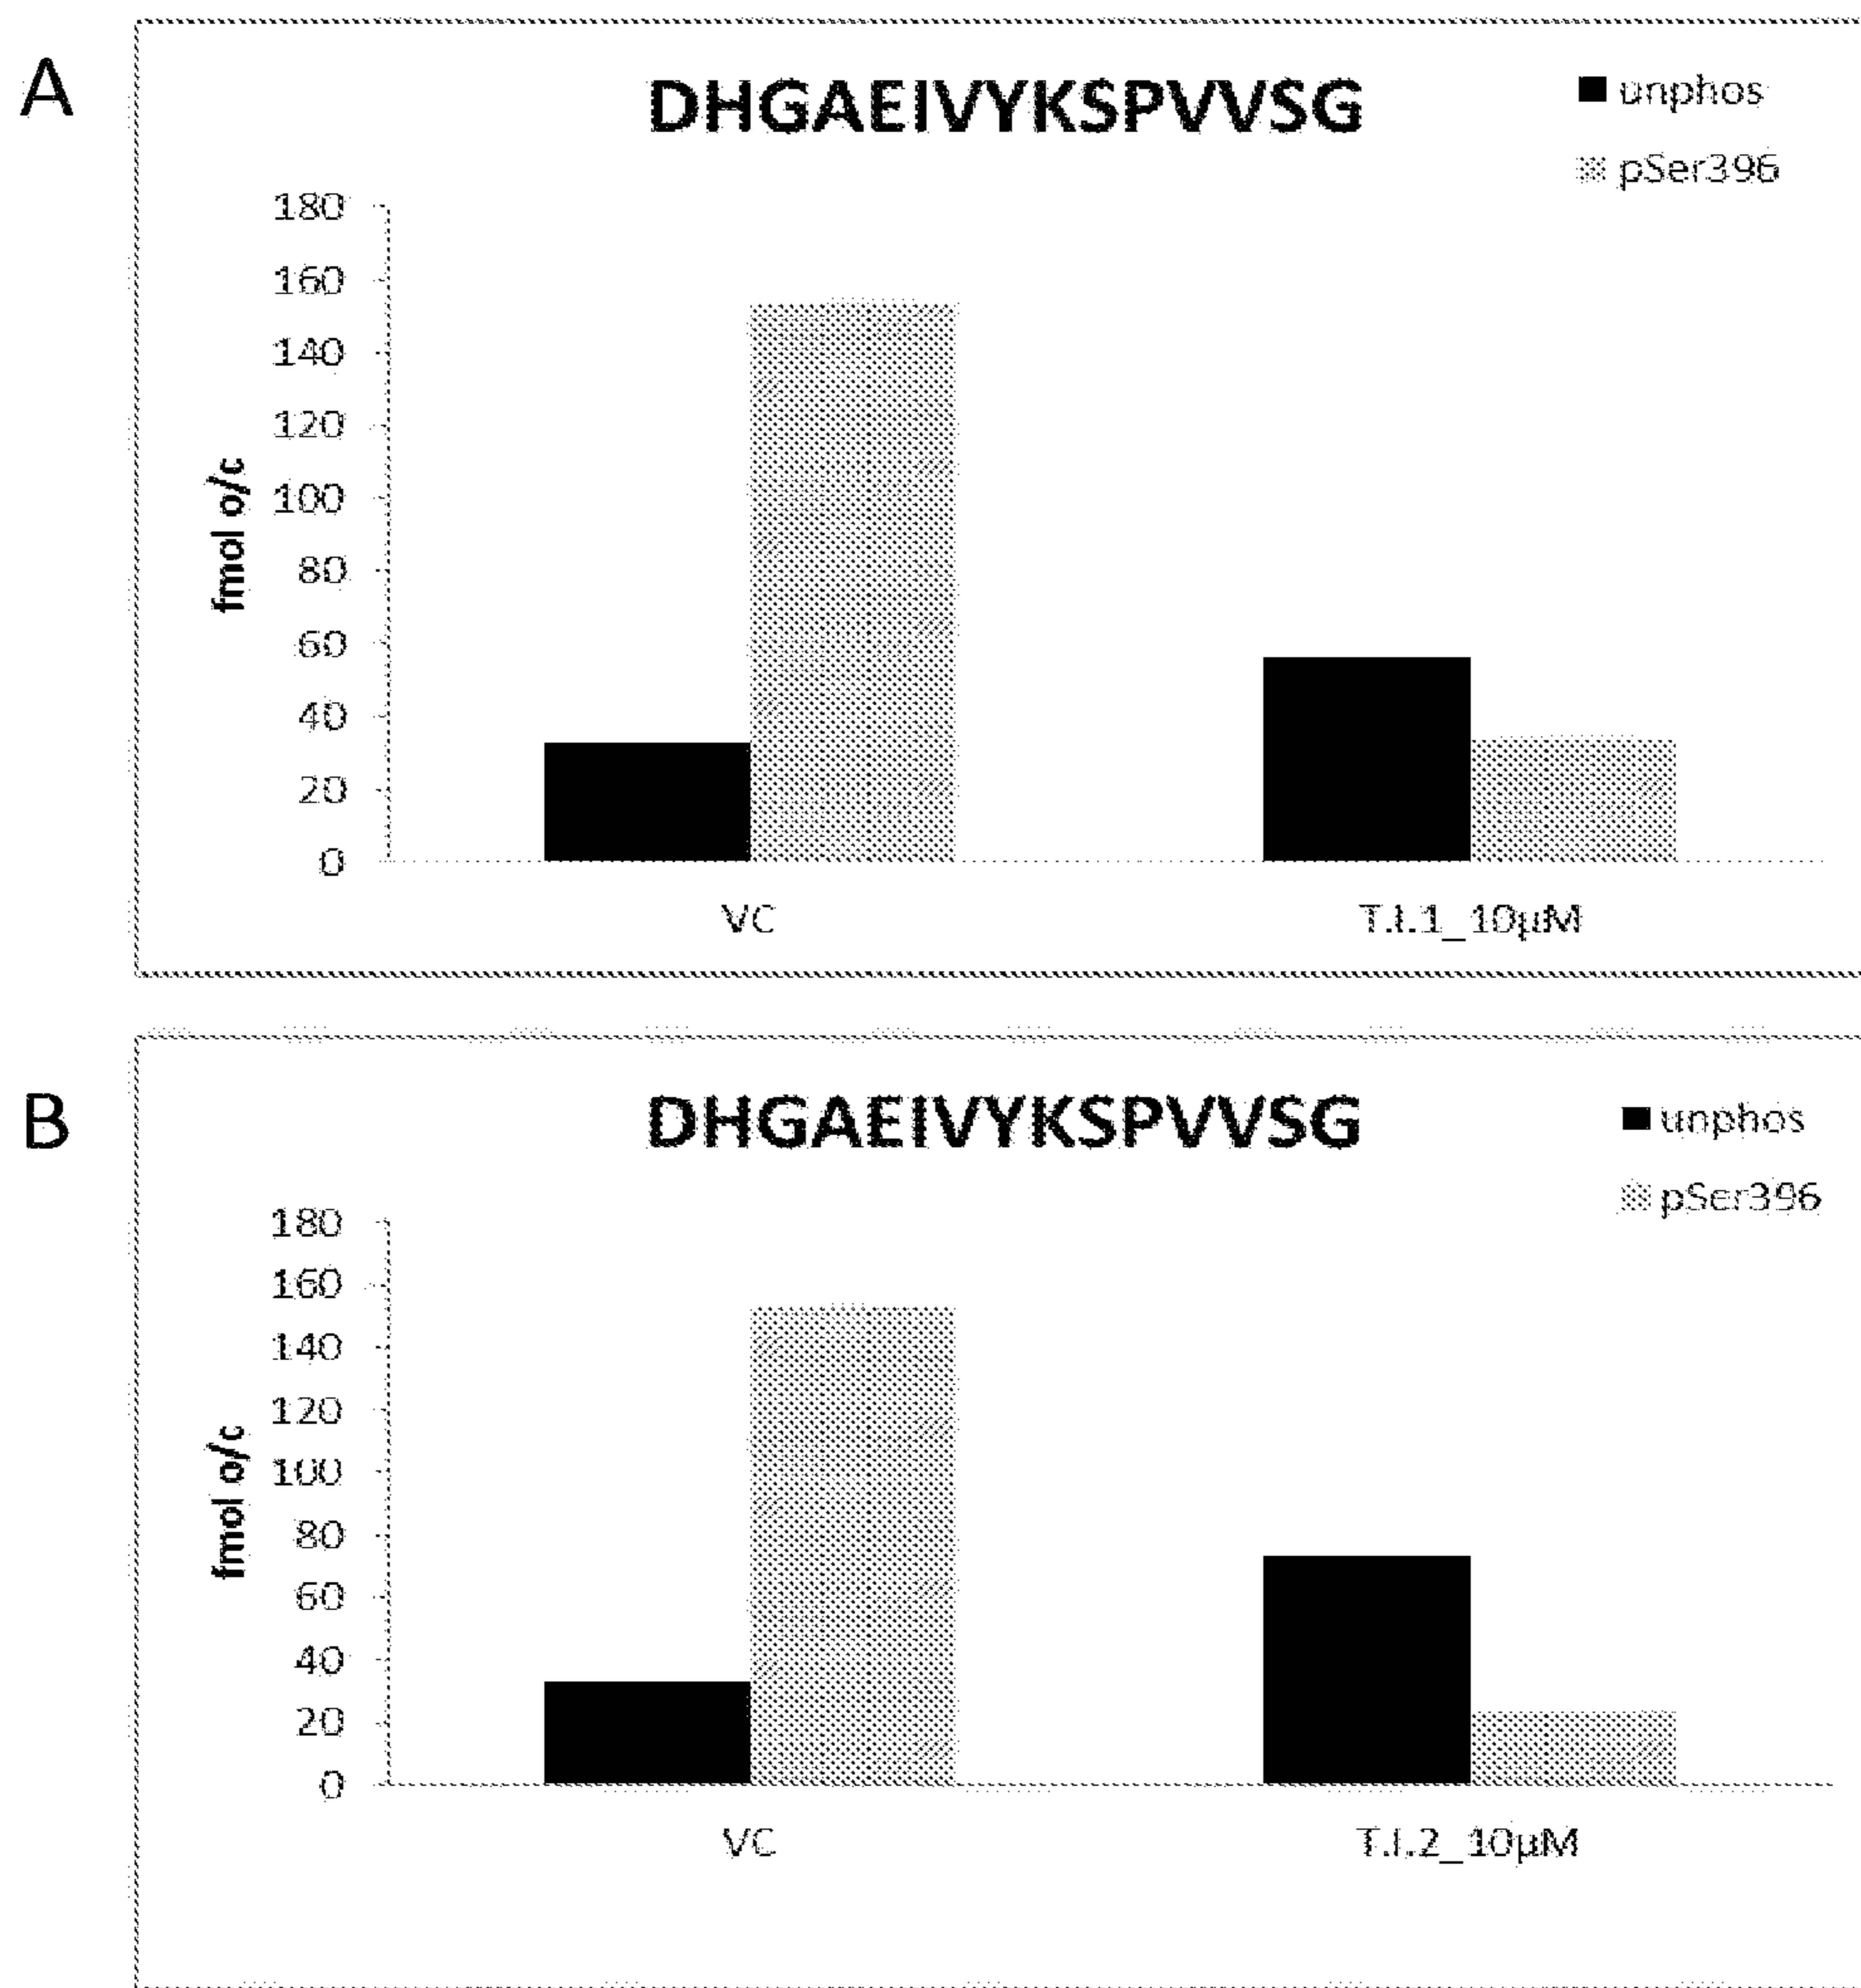 A
DHGAEIVYKSPVVSG
unphos
pSer396
180
160
140
120
100
80
60
40
20
0
fmol o/c
VC
T.I.1_10µM
B
DHGAEIVYKSPVVSG
unphos
pSer396
180
160
140
120
100
80
60
40
20
0
fmol o/c
VC
T.I.2_10µM